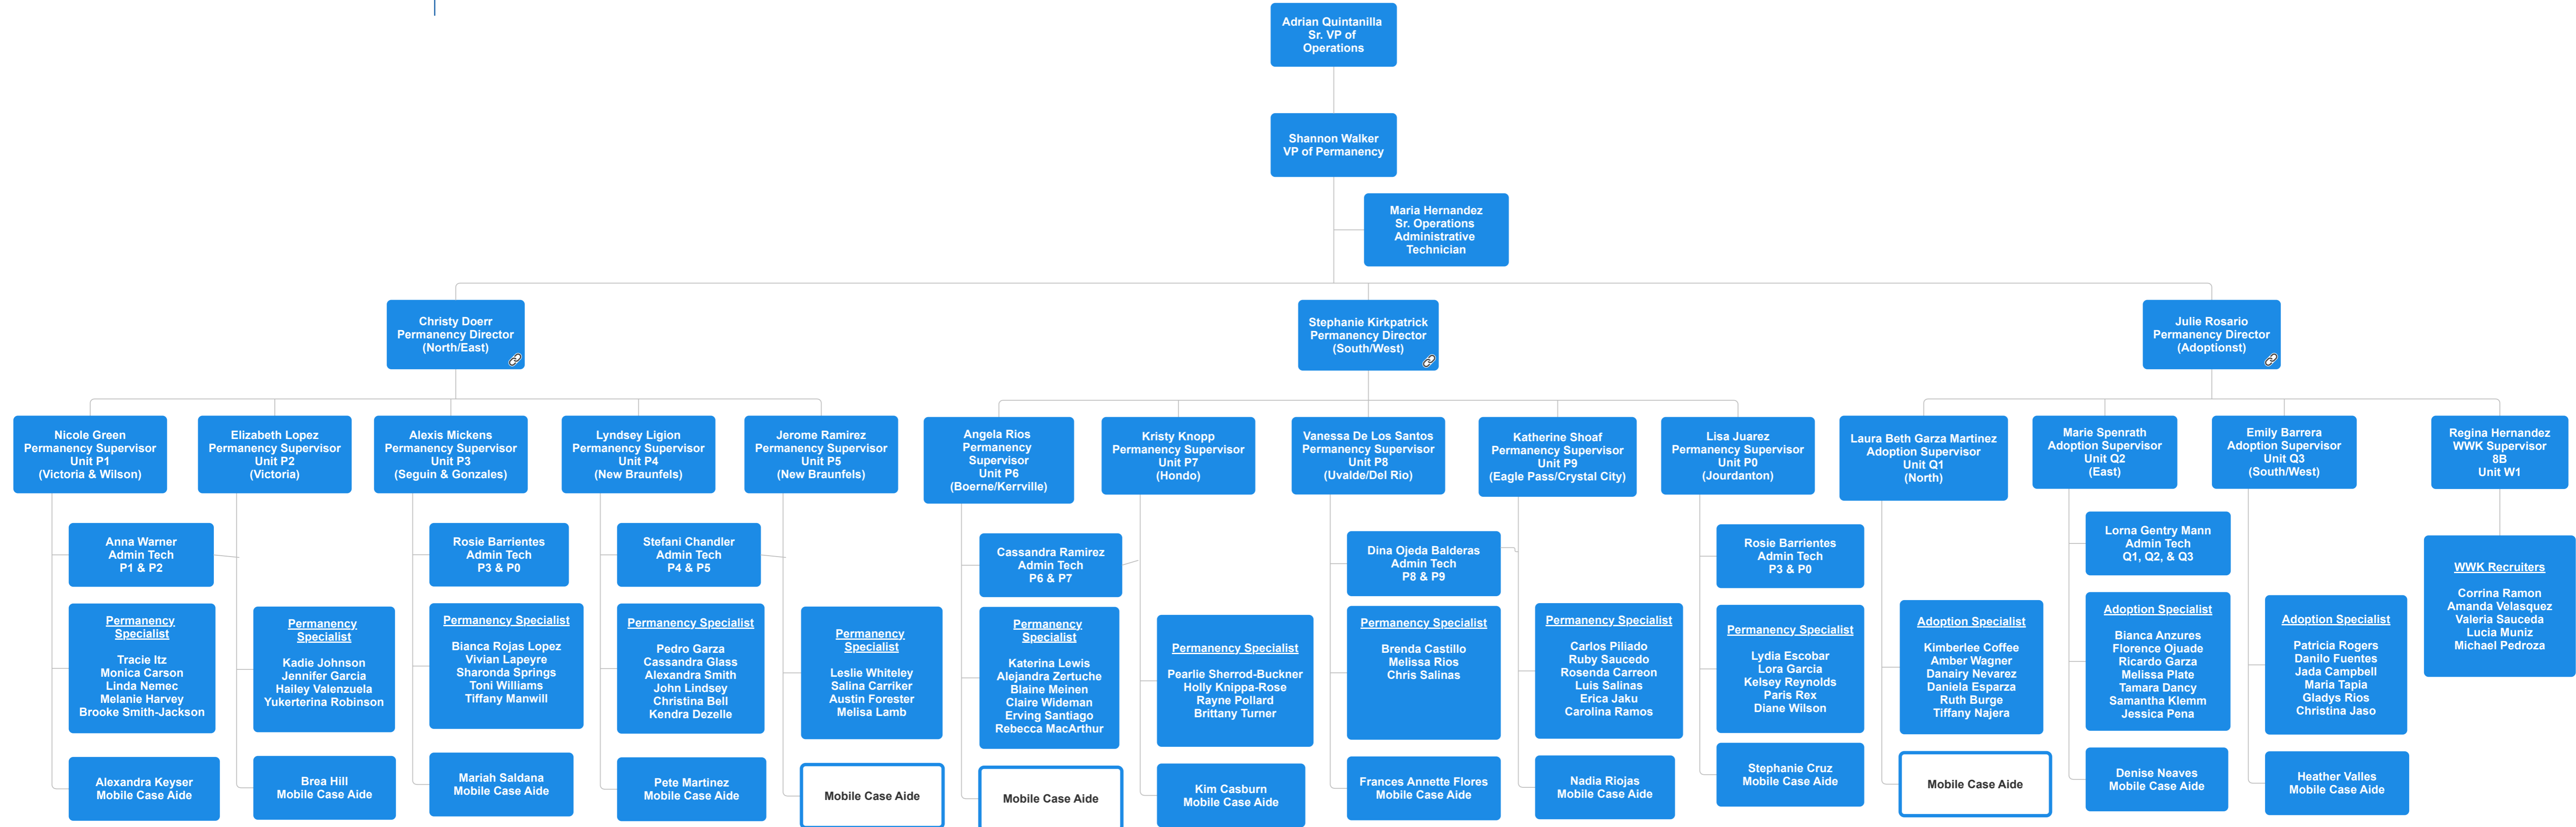 Adrian Quintanilla
Sr. VP of
Operations
Shannon Walker
VP of Permanency
Maria Hernandez
Sr. Operations
Administrative
Technician
Christy Doerr
Permanency Director
(North/East)
Stephanie Kirkpatrick
Permanency Director
(South/West)
Julie Rosario
Permanency Director
(Adoptionst)
Nicole Green
Permanency Supervisor
Unit P1
(Victoria & Wilson)
Elizabeth Lopez
Permanency Supervisor
Unit P2
(Victoria)
Alexis Mickens
Permanency Supervisor
Unit P3
(Seguin & Gonzales)
Lyndsey Ligion
Permanency Supervisor
Unit P4
(New Braunfels)
Jerome Ramirez
Permanency Supervisor
Unit P5
(New Braunfels)
Angela Rios
Permanency
Supervisor
Unit P6
(Boerne/Kerrville)
Kristy Knopp
Permanency Supervisor
Unit P7
(Hondo)
Vanessa De Los Santos
Permanency Supervisor
Unit P8
(Uvalde/Del Rio)
Katherine Shoaf
Permanency Supervisor
Unit P9
(Eagle Pass/Crystal City)
Lisa Juarez
Permanency Supervisor
Unit P0
(Jourdanton)
Laura Beth Garza Martinez
Adoption Supervisor
Unit Q1
(North)
Marie Spenrath
Adoption Supervisor
Unit Q2
(East)
Emily Barrera
Adoption Supervisor
Unit Q3
(South/West)
Regina Hernandez
WWK Supervisor
8B
Unit W1
Anna Warner
Admin Tech
P1 & P2
Rosie Barrientes
Admin Tech
P3 & P0
Stefani Chandler
Admin Tech
P4 & P5
Cassandra Ramirez
Admin Tech
P6 & P7
Dina Ojeda Balderas
Admin Tech
P8 & P9
Rosie Barrientes
Admin Tech
P3 & P0
Lorna Gentry Mann
Admin Tech
Q1, Q2, & Q3
WWK Recruiters
Corrina Ramon
Amanda Velasquez
Valeria Sauceda
Lucia Muniz
Michael Pedroza
Permanency
Specialist
Tracie Itz
Monica Carson
Linda Nemec
Melanie Harvey
Brooke Smith-Jackson
Permanency
Specialist
Kadie Johnson
Jennifer Garcia
Hailey Valenzuela
Yukerterina Robinson
Permanency Specialist
Bianca Rojas Lopez
Vivian Lapeyre
Sharonda Springs
Toni Williams
Tiffany Manwill
Permanency Specialist
Pedro Garza
Cassandra Glass
Alexandra Smith
John Lindsey
Christina Bell
Kendra Dezelle
Permanency
Specialist
Leslie Whiteley
Salina Carriker
Austin Forester
Melisa Lamb
Permanency
Specialist
Katerina Lewis
Alejandra Zertuche
Blaine Meinen
Claire Wideman
Erving Santiago
Rebecca MacArthur
Permanency Specialist
Pearlie Sherrod-Buckner
Holly Knippa-Rose
Rayne Pollard
Brittany Turner
Permanency Specialist
Brenda Castillo
Melissa Rios
Chris Salinas
Permanency Specialist
Carlos Piliado
Ruby Saucedo
Rosenda Carreon
Luis Salinas
Erica Jaku
Carolina Ramos
Permanency Specialist
Lydia Escobar
Lora Garcia
Kelsey Reynolds
Paris Rex
Diane Wilson
Adoption Specialist
Kimberlee Coffee
Amber Wagner
Danairy Nevarez
Daniela Esparza
Ruth Burge
Tiffany Najera
Adoption Specialist
Bianca Anzures
Florence Ojuade
Ricardo Garza
Melissa Plate
Tamara Dancy
Samantha Klemm
Jessica Pena
Adoption Specialist
Patricia Rogers
Danilo Fuentes
Jada Campbell
Maria Tapia
Gladys Rios
Christina Jaso
Alexandra Keyser
Mobile Case Aide
Brea Hill
Mobile Case Aide
Mariah Saldana
Mobile Case Aide
Pete Martinez
Mobile Case Aide
Mobile Case Aide
Mobile Case Aide
Kim Casburn
Mobile Case Aide
Frances Annette Flores
Mobile Case Aide
Nadia Riojas
Mobile Case Aide
Stephanie Cruz
Mobile Case Aide
Mobile Case Aide
Denise Neaves
Mobile Case Aide
Heather Valles
Mobile Case Aide